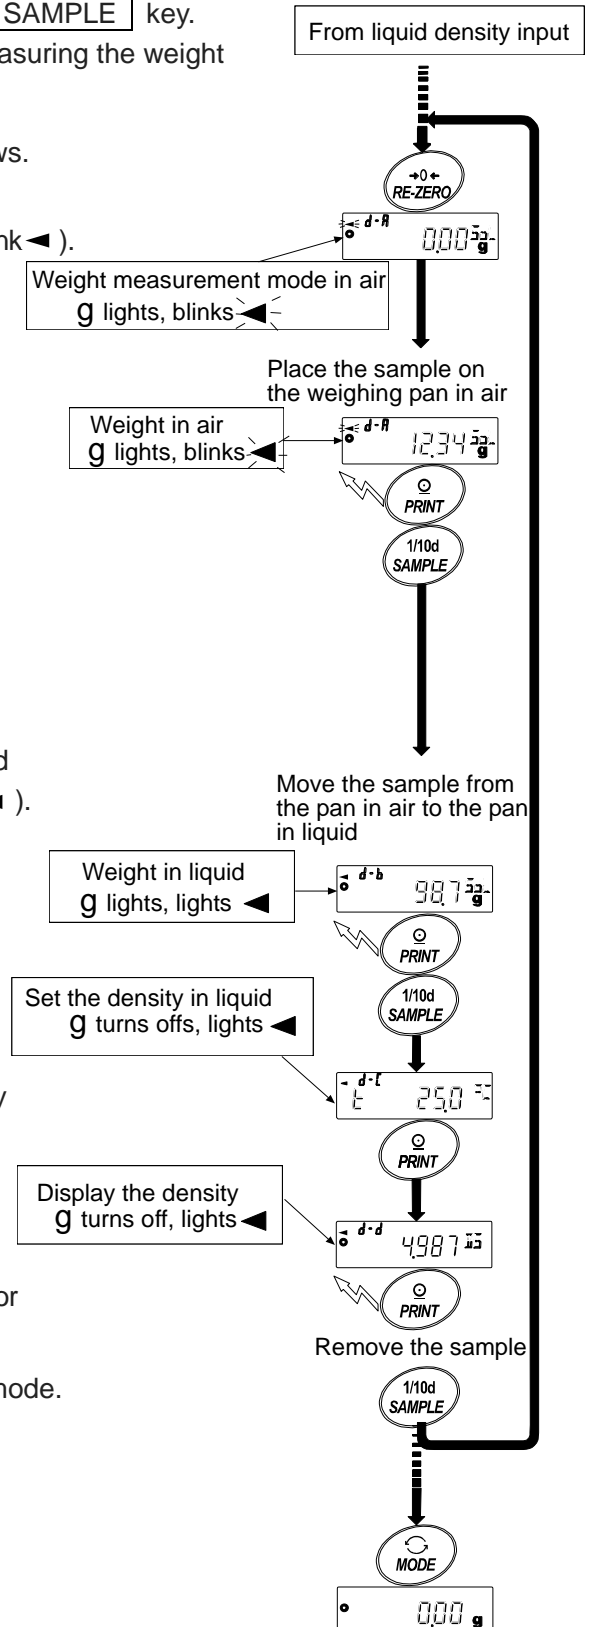 SAMPLE key.
From liquid density input
asuring the weight
ws.
→0←
RE-ZERO
nk◄ ).
d-A
0.00 g
Weight measurement mode in air
g lights, blinks ◄
Place the sample on
the weighing pan in air
Weight in air
g lights, blinks ◄
d-A
12.34 g
PRINT
1/10d
SAMPLE
d
).
Move the sample from
the pan in air to the pan
in liquid
Weight in liquid
g lights, lights ◄
d-b
98.7 g
PRINT
1/10d
SAMPLE
Set the density in liquid
g turns offs, lights ◄
d-C
t 25.0 °C
y
PRINT
Display the density
g turns off, lights ◄
d-d
4.987
or
PRINT
Remove the sample
node.
1/10d
SAMPLE
MODE
0.00 g